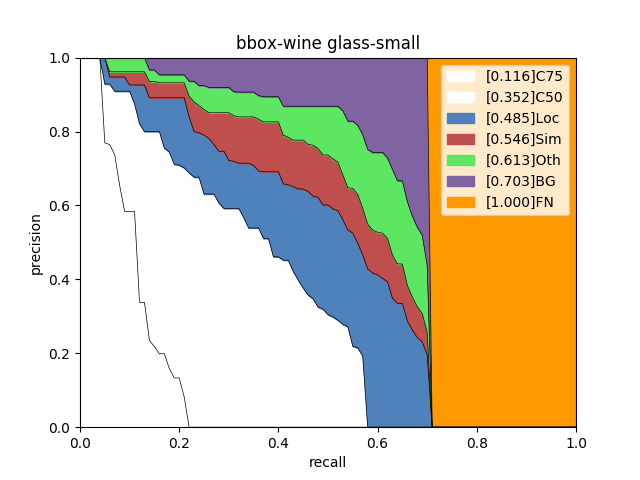 bbox-wine glass-small
1.0
0.8
0.6
0.4
0.2
0.0
precision
[0.116]C75
[0.352]C50
[0.485]Loc
[0.546]Sim
[0.613]Oth
[0.703]BG
[1.000]FN
0.0 0.2 0.4 0.6 0.8 1.0
recall